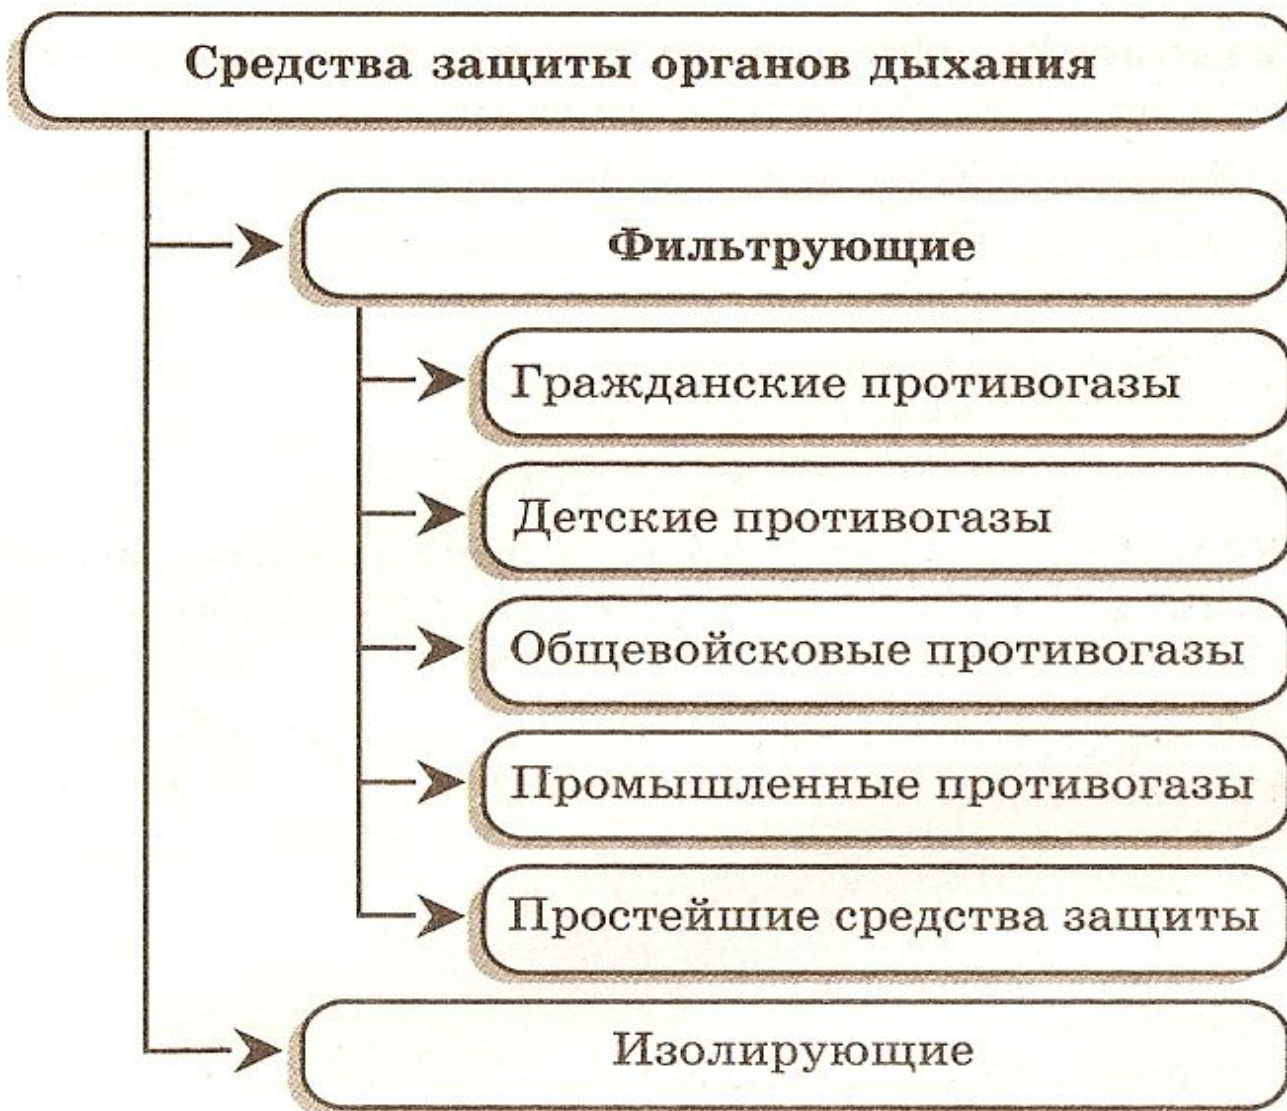 Средства защиты органов дыхания
Фильтрующие
Гражданские противогазы
Детские противогазы
Общевойсковые противогазы
Промышленные противогазы
Простейшие средства защиты
Изолирующие